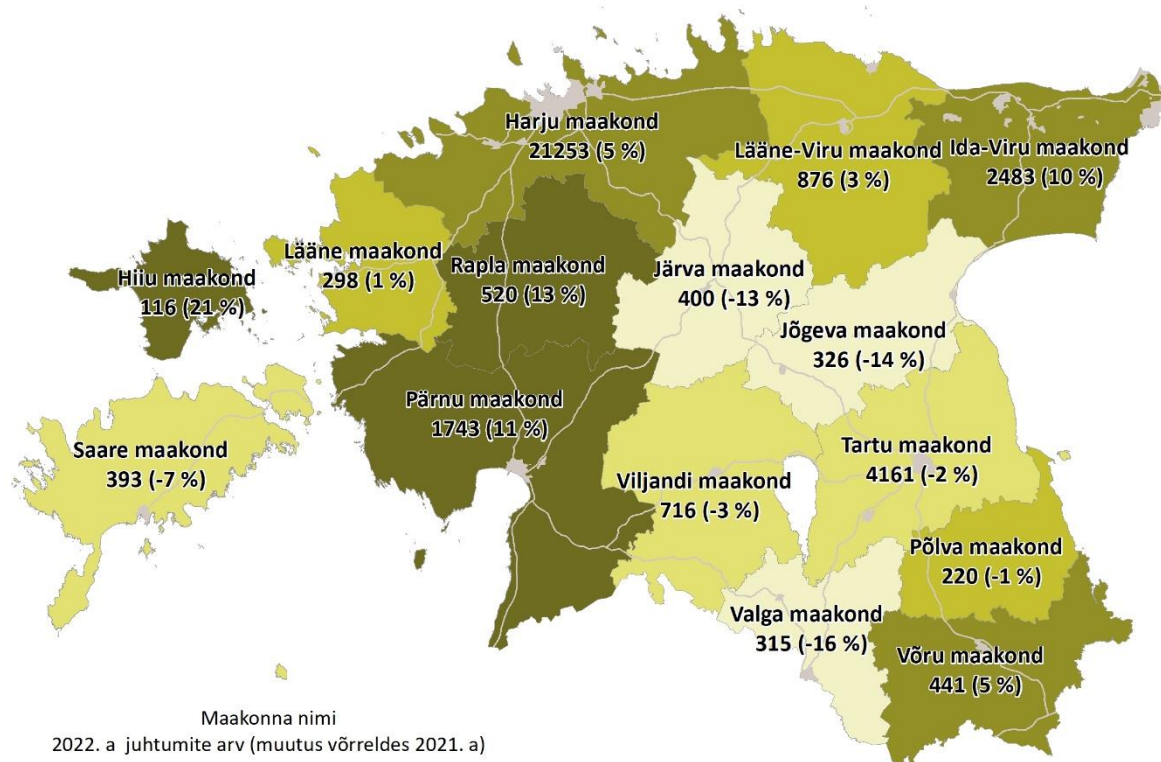 Harju maakond
21253 (5 %)
Lääne-Viru maakond
876 (3 %)
Ida-Viru maakond
2483 (10 %)
Hiiu maakond
116 (21 %)
Lääne maakond
298 (1 %)
Rapla maakond
520 (13 %)
Järva maakond
400 (-13 %)
Jõgeva maakond
326 (-14 %)
Saare maakond
393 (-7 %)
Pärnu maakond
1743 (11 %)
Viljandi maakond
716 (-3 %)
Tartu maakond
4161 (-2 %)
Põlva maakond
220 (-1 %)
Valga maakond
315 (-16 %)
Võru maakond
441 (5 %)
Maakonna nimi
2022. a juhtumite arv (muutus võrreldes 2021. a)